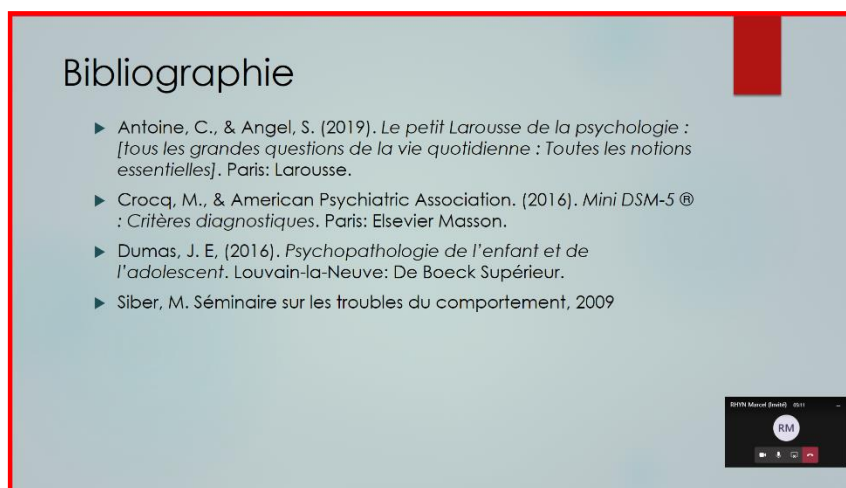 Bibliographie
Antoine, C., & Angel, S. (2019). Le petit Larousse de la psychologie :
[tous les grandes questions de la vie quotidienne : Toutes les notions
essentielles]. Paris: Larousse.
Crocq, M., & American Psychiatric Association. (2016). Mini DSM-5 ®
: Critères diagnostiques. Paris: Elsevier Masson.
Dumas, J. E, (2016). Psychopathologie de l’enfant et de
l’adolescent. Louvain-la-Neuve: De Boeck Supérieur.
Siber, M. Séminaire sur les troubles du comportement, 2009
RHYN Marcel (Invité)
RM